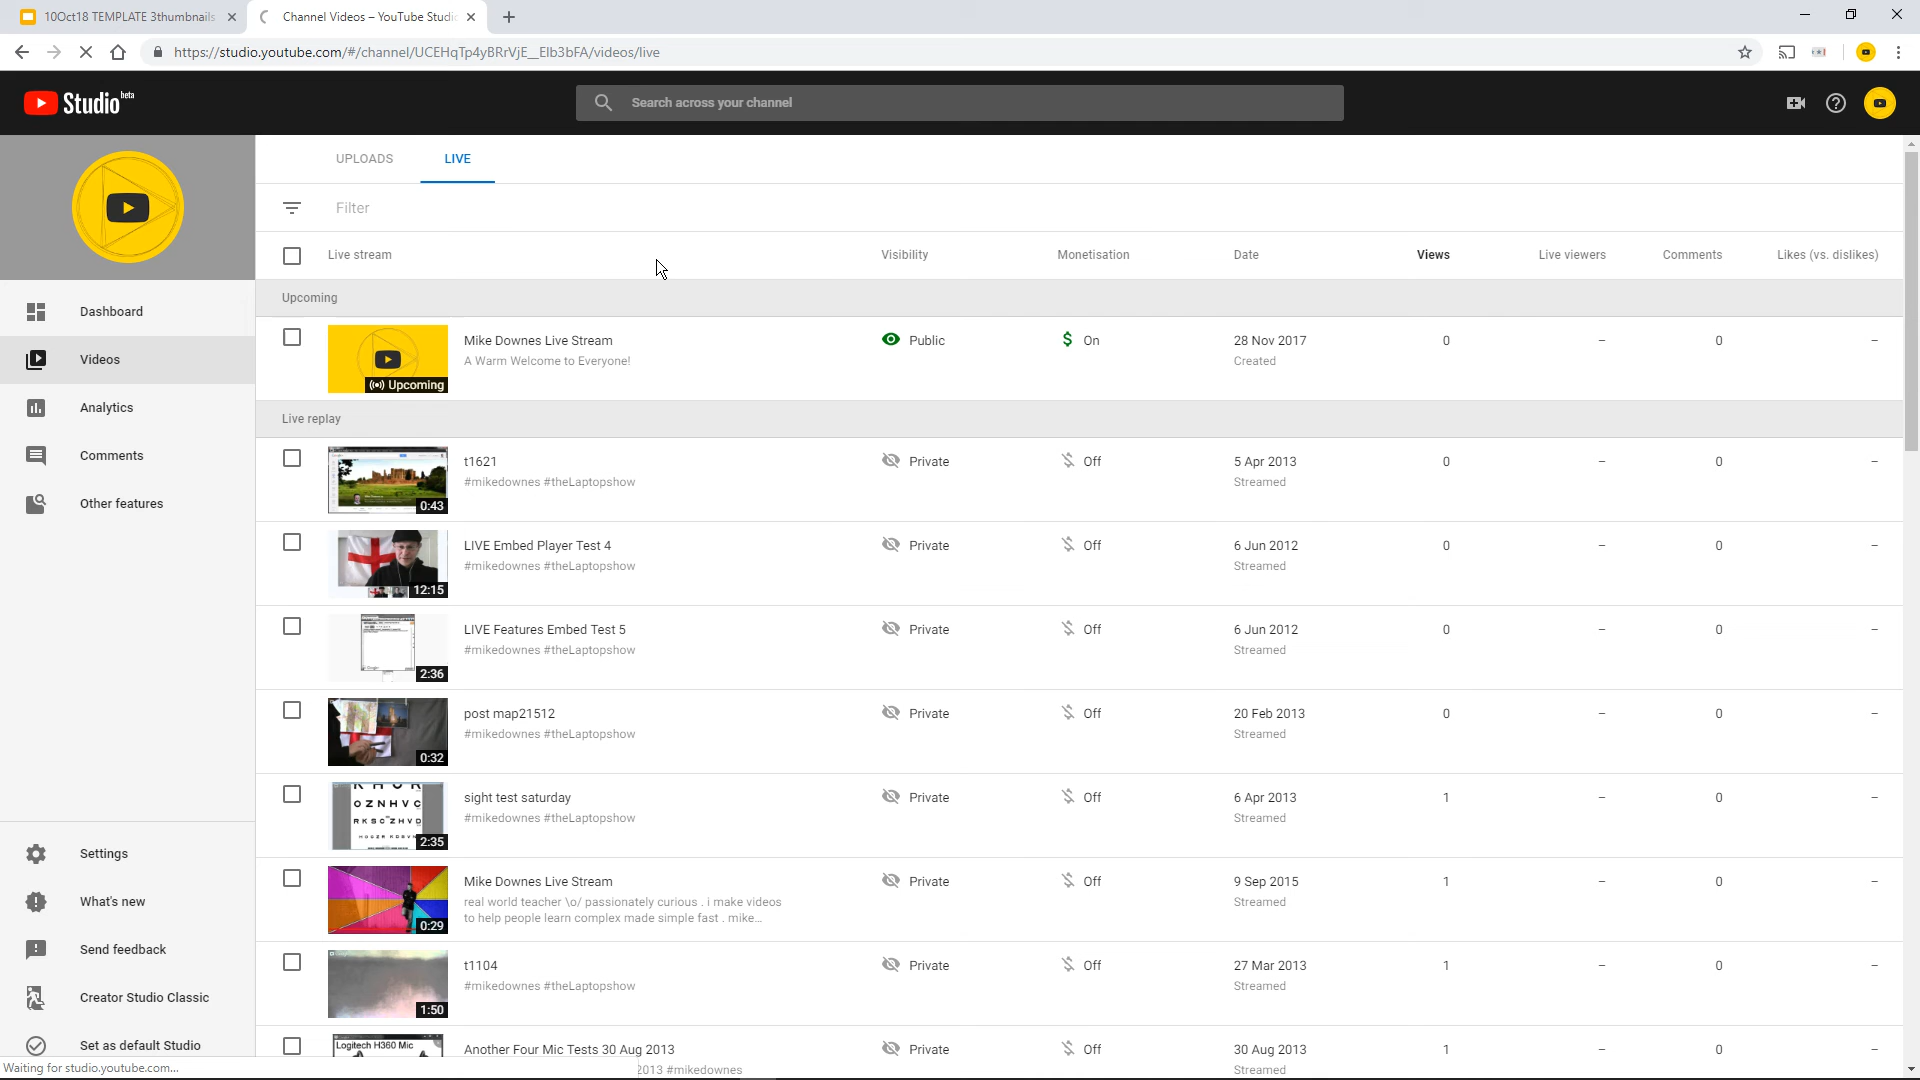 10Oct18 TEMPLATE 3thumbnails
Channel Videos – YouTube Studio
https://studio.youtube.com/#/channel/UCEHqTp4yBRrVjE__Elb3bFA/videos/live
Studio beta
Search across your channel
UPLOADS LIVE
Filter
Live stream Visibility Monetisation Date Views Live viewers Comments Likes (vs. dislikes)
Dashboard
Videos
Analytics
Comments
Other features
Settings
What's new
Send feedback
Creator Studio Classic
Set as default Studio
Upcoming
Mike Downes Live Stream Public On 28 Nov 2017 0 – 0 –
A Warm Welcome to Everyone! Created
Upcoming
Live replay
t1621 Private Off 5 Apr 2013 0 – 0 –
#mikedownes #theLaptopshow Streamed
0:43
LIVE Embed Player Test 4 Private Off 6 Jun 2012 0 – 0 –
#mikedownes #theLaptopshow Streamed
12:15
LIVE Features Embed Test 5 Private Off 6 Jun 2012 0 – 0 –
#mikedownes #theLaptopshow Streamed
2:36
post map21512 Private Off 20 Feb 2013 0 – 0 –
#mikedownes #theLaptopshow Streamed
0:32
sight test saturday Private Off 6 Apr 2013 1 – 0 –
#mikedownes #theLaptopshow Streamed
OZNHVC
RKSCZHVD
2:35
Mike Downes Live Stream Private Off 9 Sep 2015 1 – 0 –
real world teacher \o/ passionately curious . i make videos Streamed
to help people learn complex made simple fast . mike...
0:29
t1104 Private Off 27 Mar 2013 1 – 0 –
#mikedownes #theLaptopshow Streamed
1:50
Logitech H360 Mic
Another Four Mic Tests 30 Aug 2013 Private Off 30 Aug 2013 1 – 0 –
2013 #mikedownes Streamed
Waiting for studio.youtube.com...